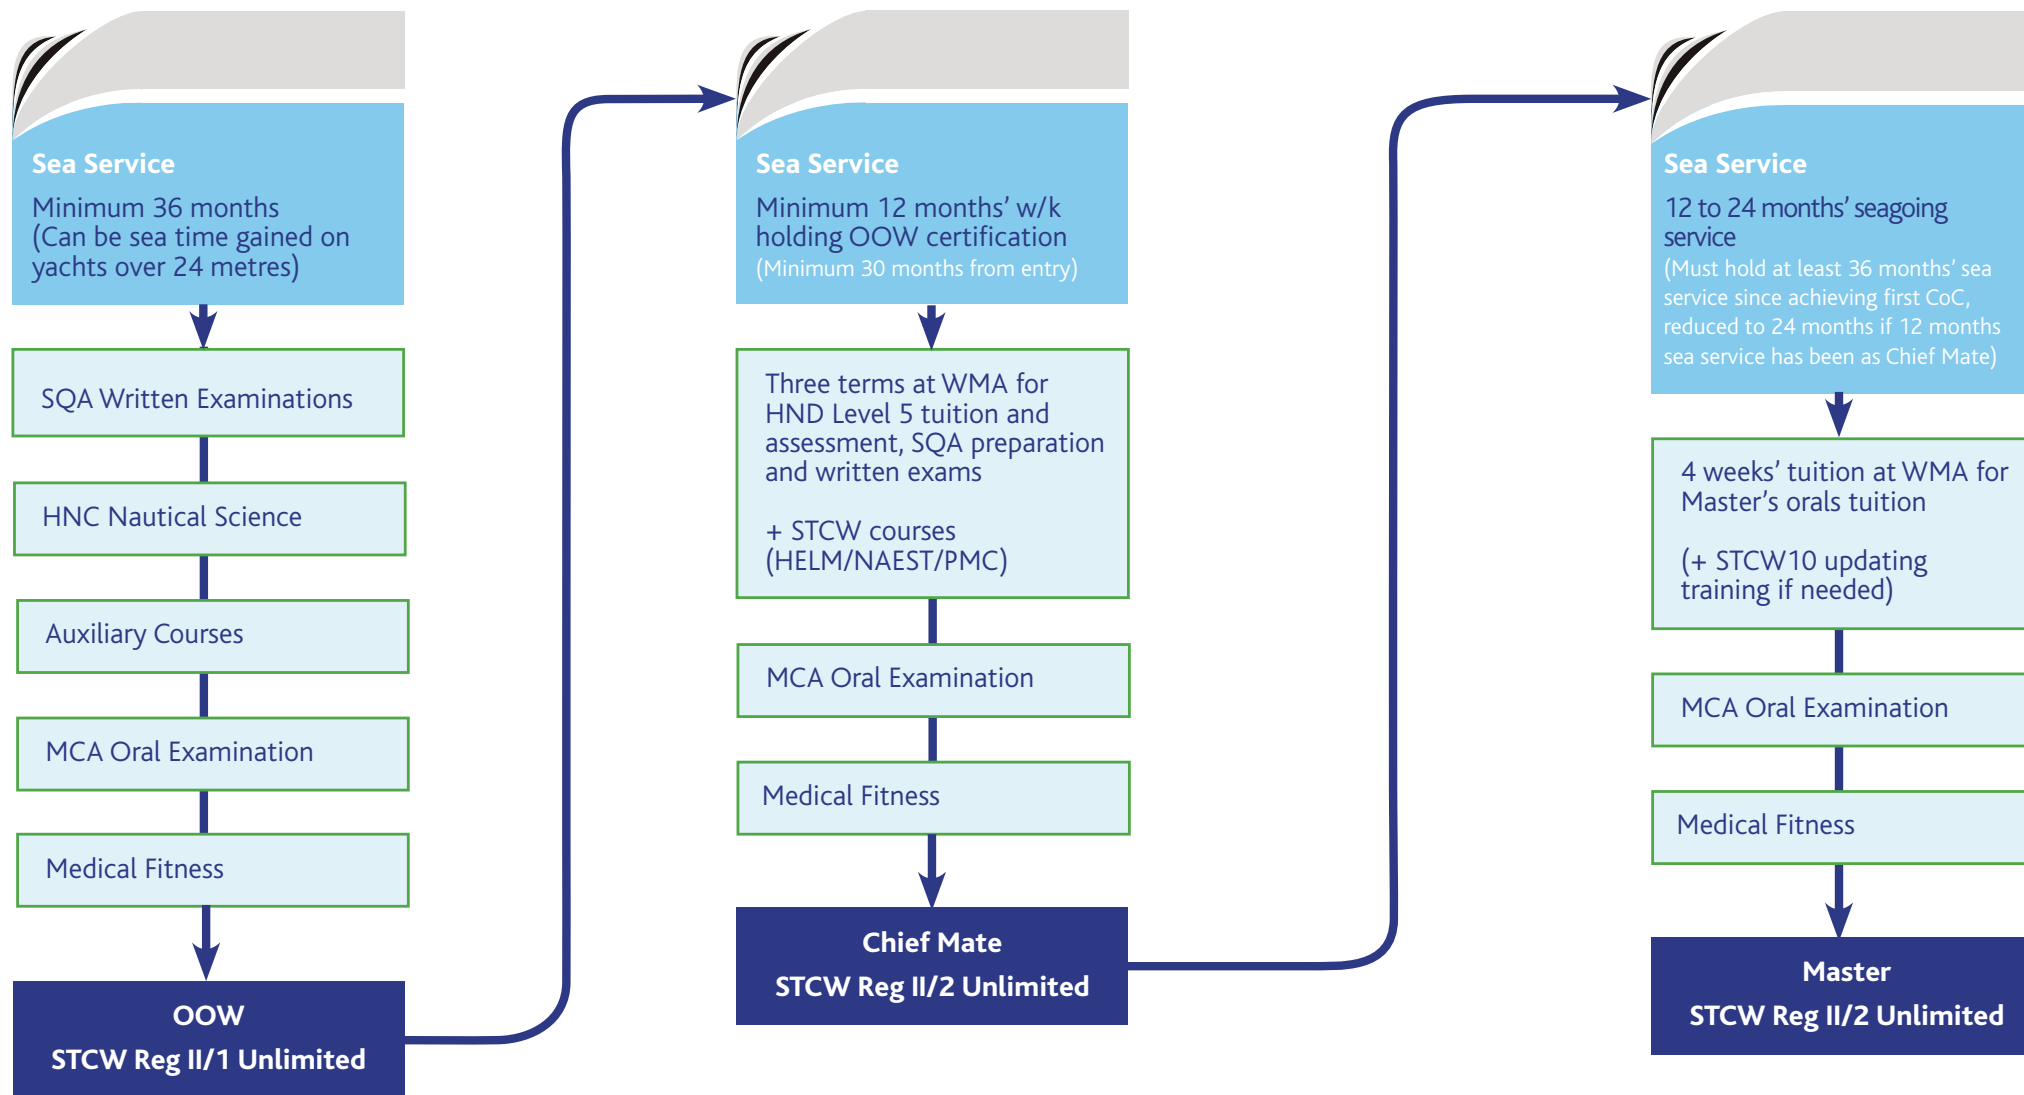 Sea Service
Minimum 36 months
(Can be sea time gained on
yachts over 24 metres)
SQA Written Examinations
HNC Nautical Science
Auxiliary Courses
MCA Oral Examination
Medical Fitness
OOW
STCW Reg II/1 Unlimited
Sea Service
Minimum 12 months’ w/k
holding OOW certification
(Minimum 30 months from entry)
Three terms at WMA for
HND Level 5 tuition and
assessment, SQA preparation
and written exams
+ STCW courses
(HELM/NAEST/PMC)
MCA Oral Examination
Medical Fitness
Chief Mate
STCW Reg II/2 Unlimited
Sea Service
12 to 24 months’ seagoing
service
(Must hold at least 36 months’ sea
service since achieving first CoC,
reduced to 24 months if 12 months
sea service has been as Chief Mate)
4 weeks’ tuition at WMA for
Master’s orals tuition
(+ STCW10 updating
training if needed)
MCA Oral Examination
Medical Fitness
Master
STCW Reg II/2 Unlimited